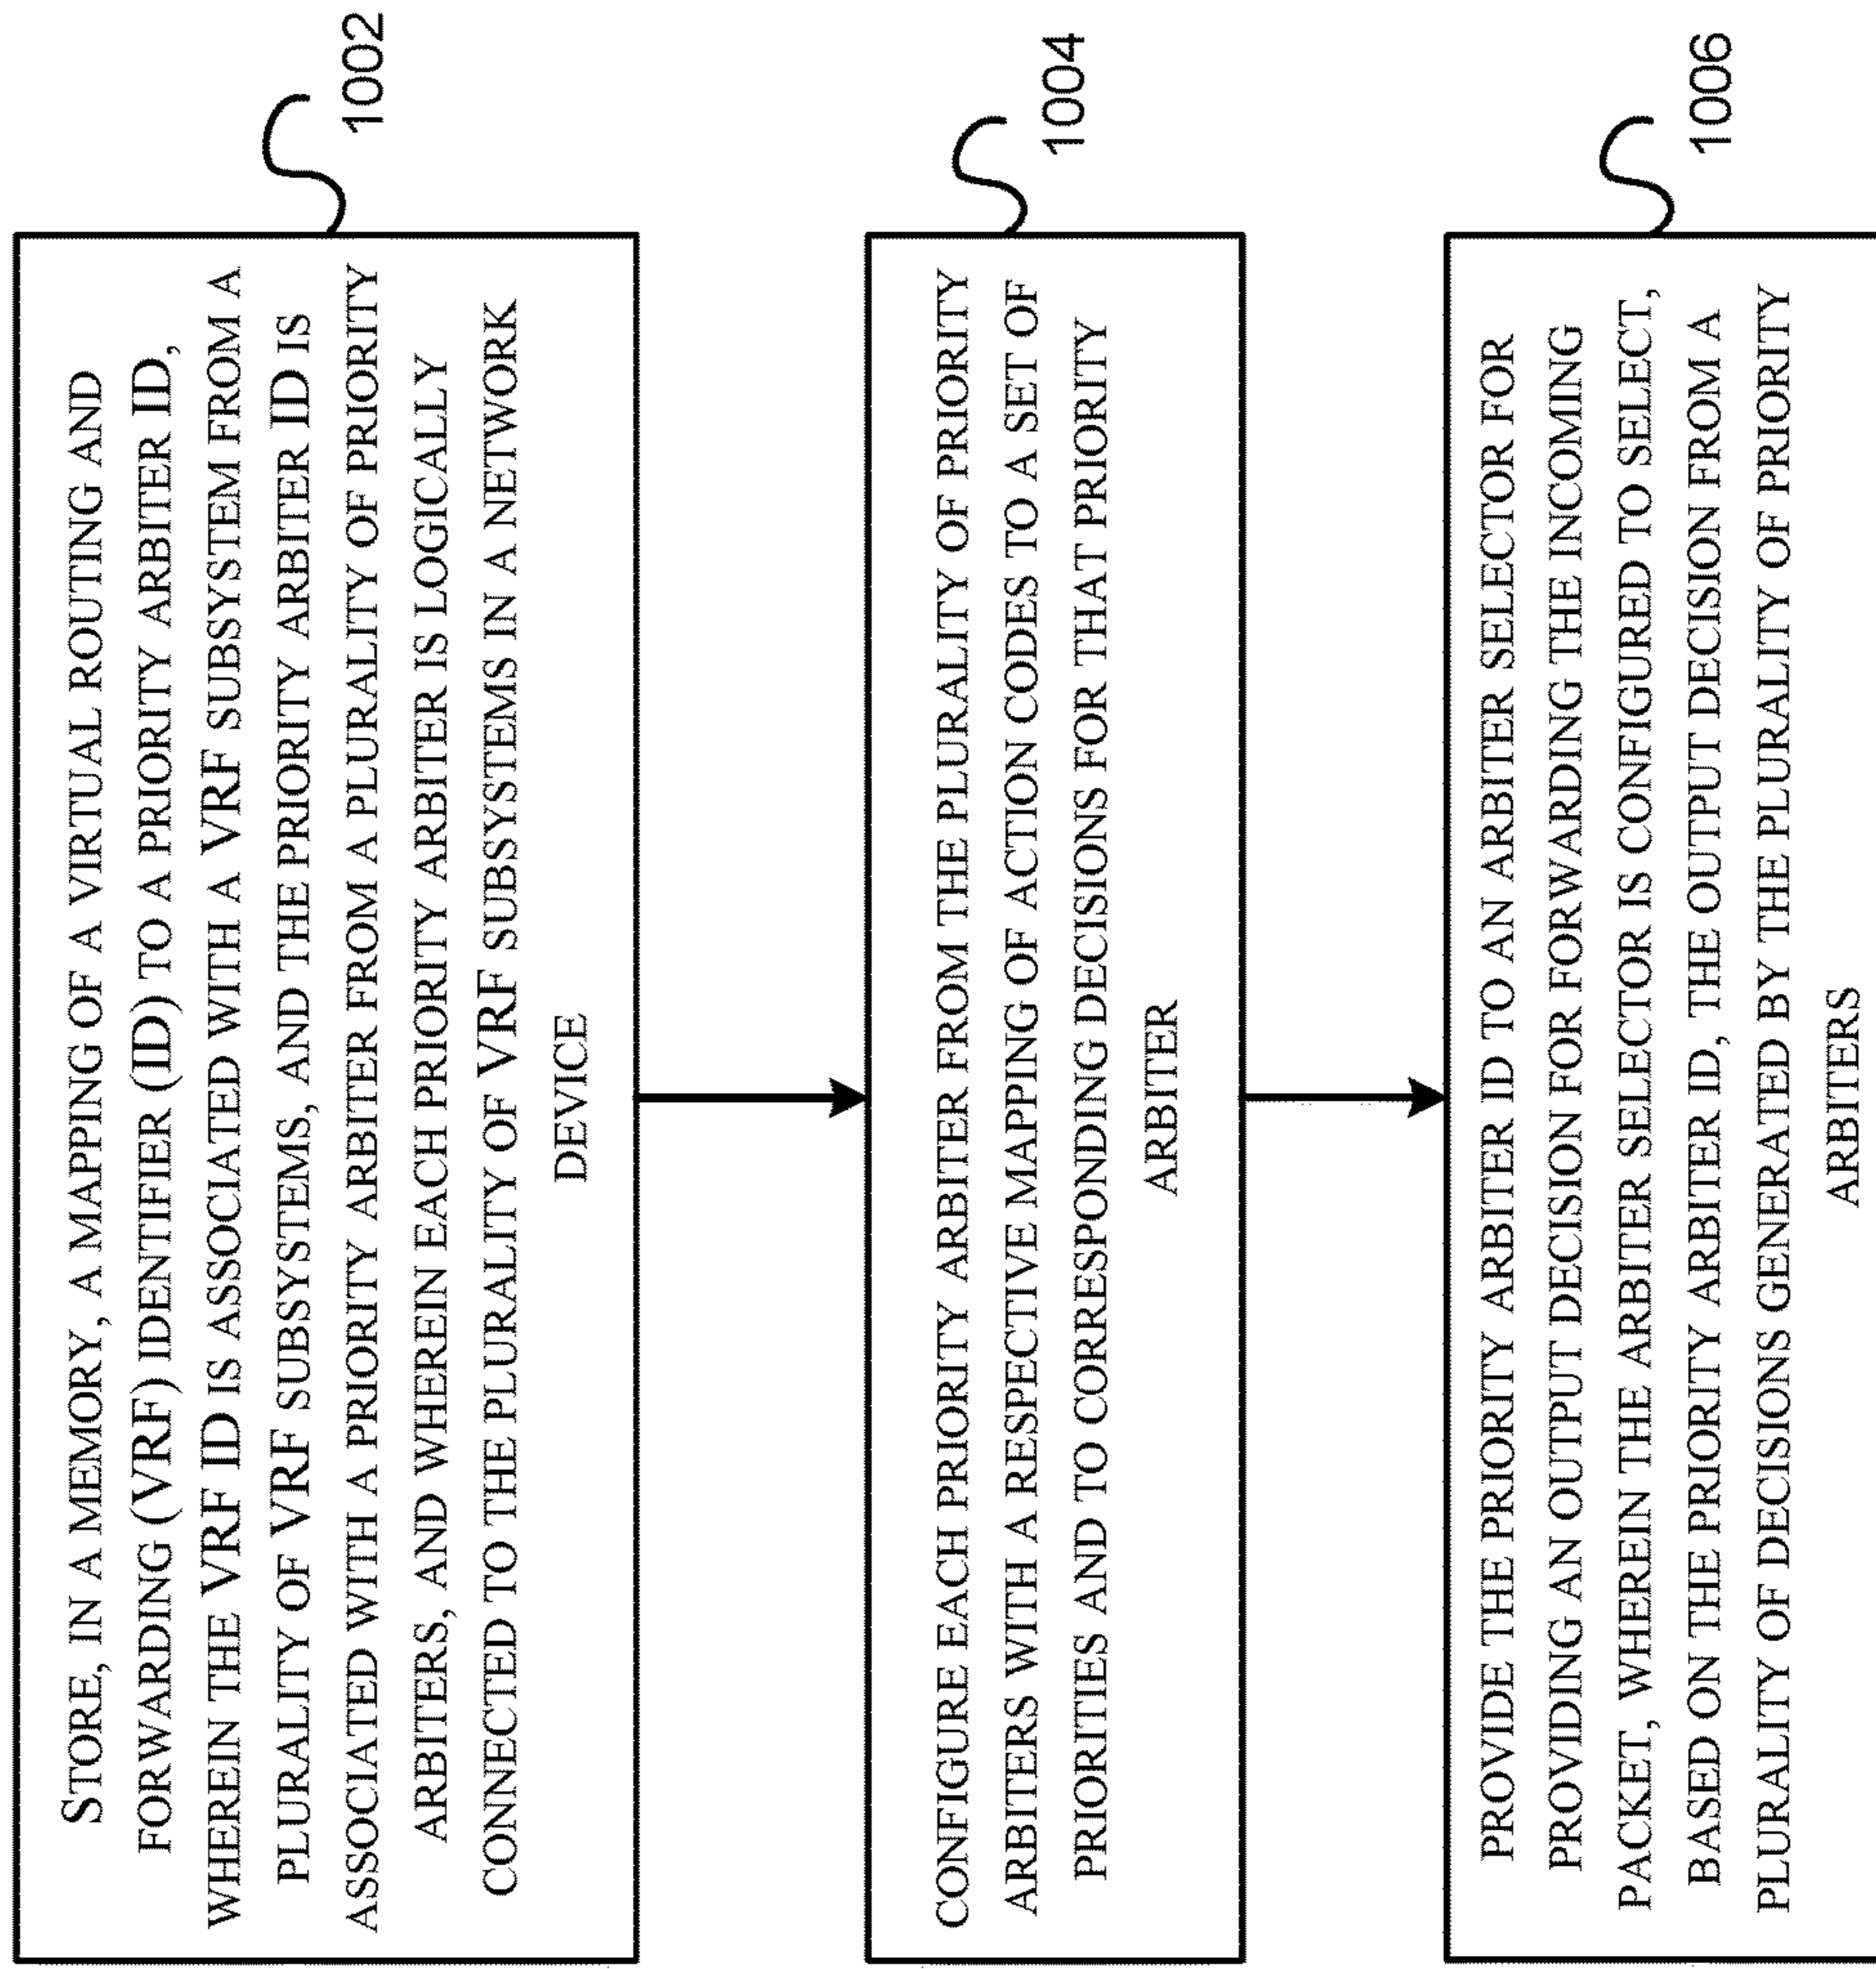 STORE, IN A MEMORY, A MAPPING OF A VIRTUAL ROUTING AND
FORWARDING (VRF) IDENTIFIER (ID) TO A PRIORITY ARBITER ID,
WHEREIN THE VRF ID IS ASSOCIATED WITH A VRF SUBSYSTEM FROM A
PLURALITY OF VRF SUBSYSTEMS, AND THE PRIORITY ARBITER ID IS
ASSOCIATED WITH A PRIORITY ARBITER FROM A PLURALITY OF PRIORITY
ARBITERS, AND WHEREIN EACH PRIORITY ARBITER IS LOGICALLY
CONNECTED TO THE PLURALITY OF VRF SUBSYSTEMS IN A NETWORK
DEVICE
1002
CONFIGURE EACH PRIORITY ARBITER FROM THE PLURALITY OF PRIORITY
ARBITERS WITH A RESPECTIVE MAPPING OF ACTION CODES TO A SET OF
PRIORITIES AND TO CORRESPONDING DECISIONS FOR THAT PRIORITY
ARBITER
1004
PROVIDE THE PRIORITY ARBITER ID TO AN ARBITER SELECTOR FOR
PROVIDING AN OUTPUT DECISION FOR FORWARDING THE INCOMING
PACKET, WHEREIN THE ARBITER SELECTOR IS CONFIGURED TO SELECT,
BASED ON THE PRIORITY ARBITER ID, THE OUTPUT DECISION FROM A
PLURALITY OF DECISIONS GENERATED BY THE PLURALITY OF PRIORITY
ARBITERS
1006